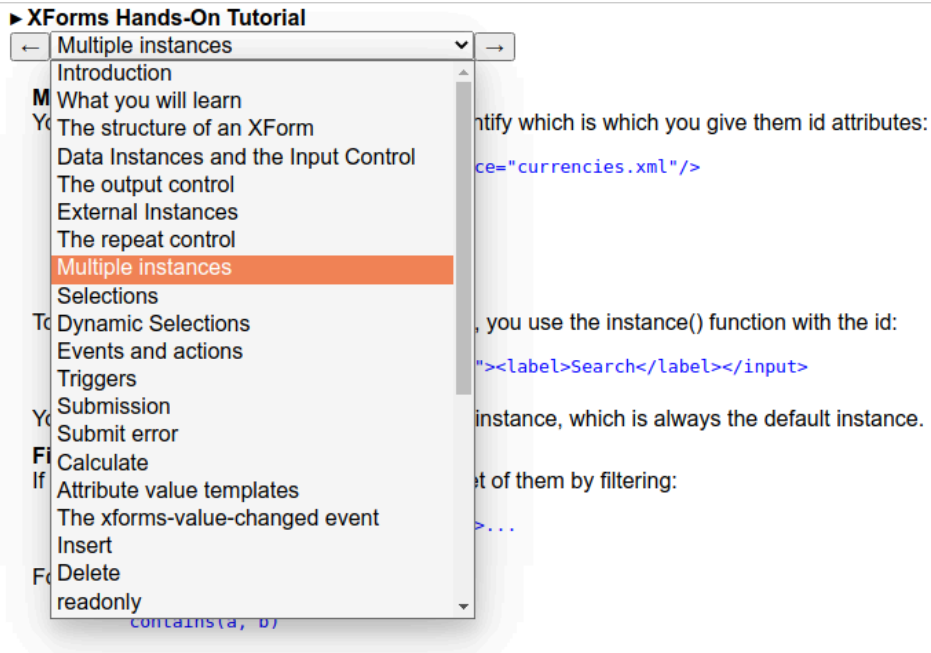 ▸ XForms Hands-On Tutorial
← Multiple instances →
Introduction
What you will learn
The structure of an XForm
Data Instances and the Input Control
The output control
External Instances
The repeat control
Multiple instances
Selections
Dynamic Selections
Events and actions
Triggers
Submission
Submit error
Calculate
Attribute value templates
The xforms-value-changed event
Insert
Delete
readonly
ntify which is which you give them id attributes:
ce="currencies.xml"/>
, you use the instance() function with the id:
"><label>Search</label></input>
instance, which is always the default instance.
If
et of them by filtering:
>...
contains(a, b)